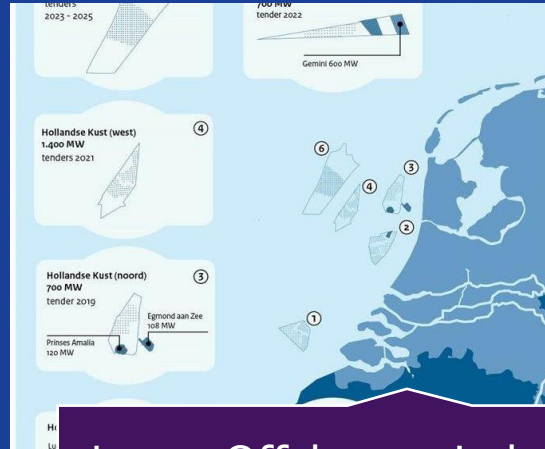 tenders
2023 - 2025
700 MW
tender 2022
Gemini 600 MW
Hollandse Kust (west)
1.400 MW
tenders 2021
4
Hollandse Kust (noord)
700 MW
tender 2019
3
Egmond aan Zee
108 MW
Prinses Amalia
120 MW
6
4
3
2
1